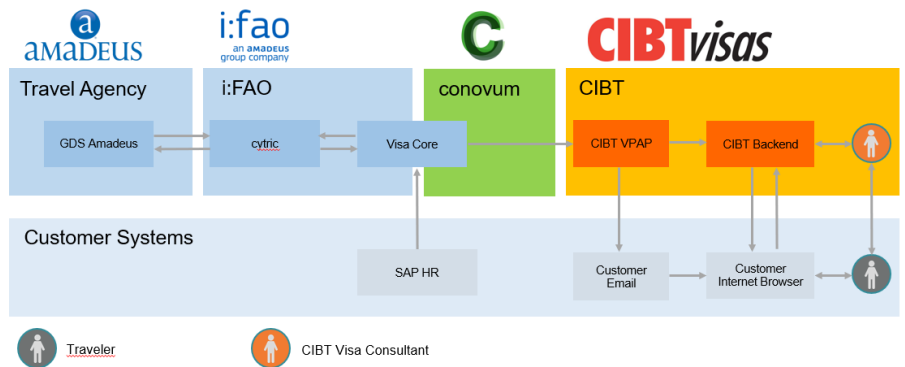 amadeus
i:fao
an amadeus
group company
C
CIBTvisas
Travel Agency
i:FAO
conovum
CIBT
GDS Amadeus
cytric
Visa Core
CIBT VPAP
CIBT Backend
Customer Systems
SAP HR
Customer
Email
Customer
Internet Browser
Traveler
CIBT Visa Consultant